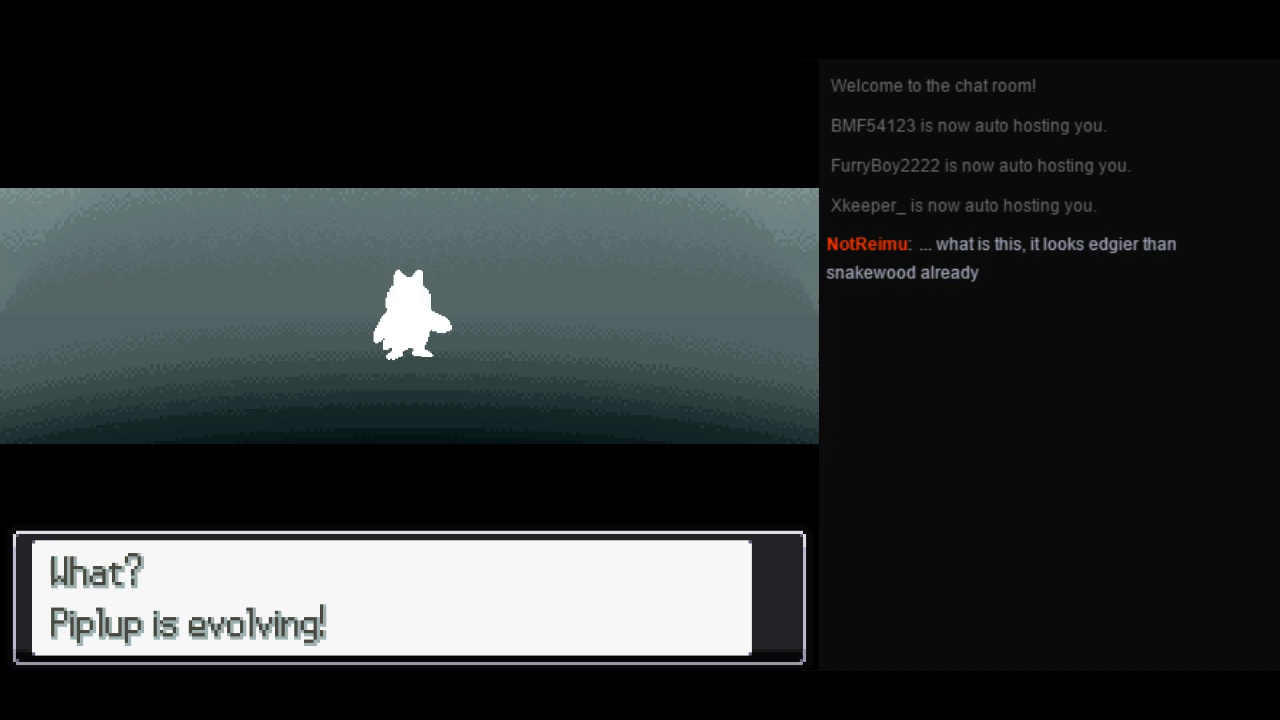 Welcome to the chat room!
BMF54123 is now auto hosting you.
FurryBoy2222 is now auto hosting you.
Xkeeper_ is now auto hosting you.
NotReimu: ... what is this, it looks edgier than
snakewood already
What?
Piplup is evolving!